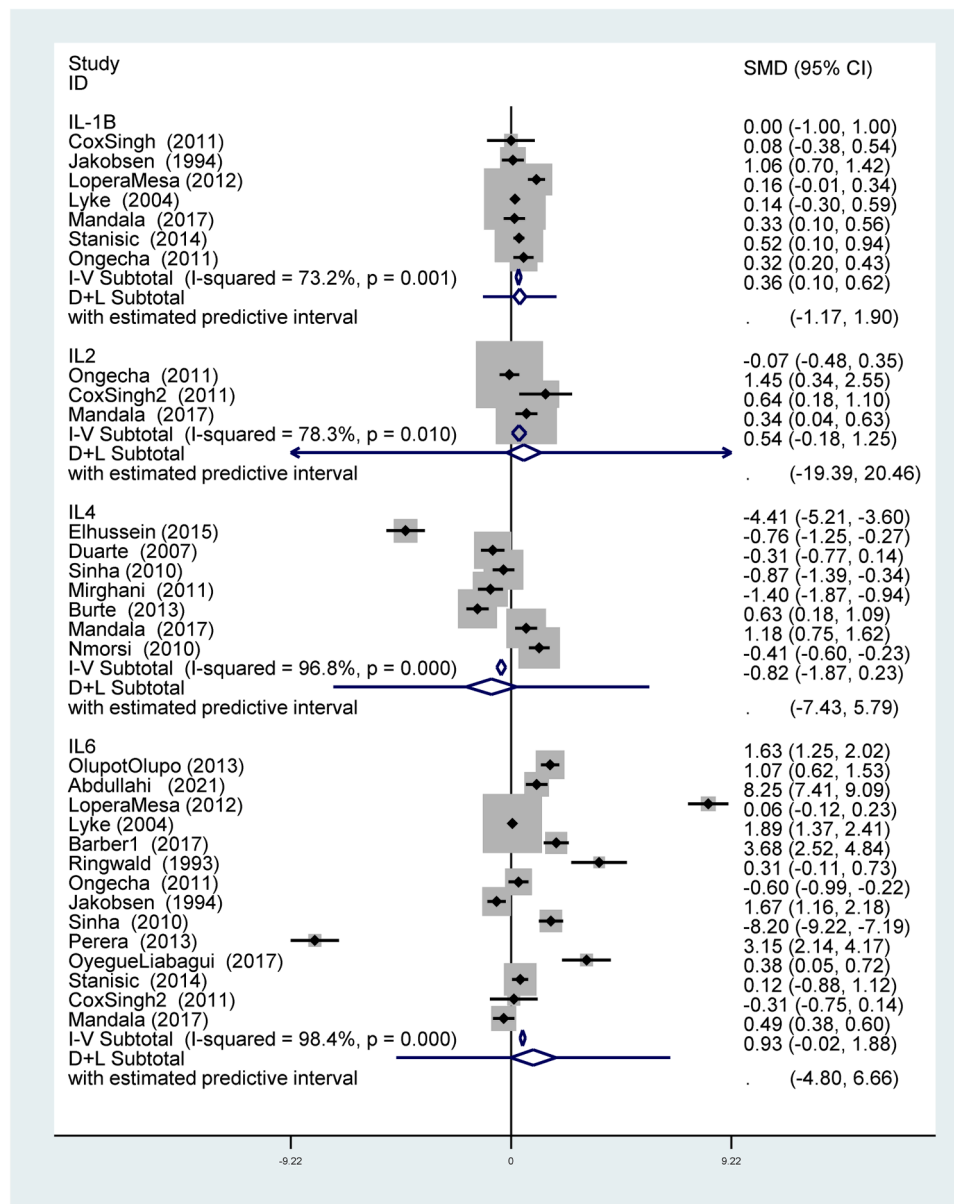 Study
ID SMD (95% CI)
IL-1B
CoxSingh (2011) 0.00 (-1.00, 1.00)
Jakobsen (1994) 0.08 (-0.38, 0.54)
LoperaMesa (2012) 1.06 (0.70, 1.42)
Lyke (2004) 0.16 (-0.01, 0.34)
Mandala (2017) 0.14 (-0.30, 0.59)
Stanisic (2014) 0.33 (0.10, 0.56)
Ongecha (2011) 0.52 (0.10, 0.94)
I-V Subtotal (I-squared = 73.2%, p = 0.001) 0.32 (0.20, 0.43)
D+L Subtotal 0.36 (0.10, 0.62)
with estimated predictive interval . (-1.17, 1.90)
IL2
Ongecha (2011) -0.07 (-0.48, 0.35)
CoxSingh2 (2011) 1.45 (0.34, 2.55)
Mandala (2017) 0.64 (0.18, 1.10)
I-V Subtotal (I-squared = 78.3%, p = 0.010) 0.34 (0.04, 0.63)
D+L Subtotal 0.54 (-0.18, 1.25)
with estimated predictive interval . (-19.39, 20.46)
IL4
Elhussein (2015) -4.41 (-5.21, -3.60)
Duarte (2007) -0.76 (-1.25, -0.27)
Sinha (2010) -0.31 (-0.77, 0.14)
Mirghani (2011) -0.87 (-1.39, -0.34)
Burte (2013) -1.40 (-1.87, -0.94)
Mandala (2017) 0.63 (0.18, 1.09)
Nmorsi (2010) 1.18 (0.75, 1.62)
I-V Subtotal (I-squared = 96.8%, p = 0.000) -0.41 (-0.60, -0.23)
D+L Subtotal -0.82 (-1.87, 0.23)
with estimated predictive interval . (-7.43, 5.79)
IL6
OlupotOlupo (2013) 1.63 (1.25, 2.02)
Abdullahi (2021) 1.07 (0.62, 1.53)
LoperaMesa (2012) 8.25 (7.41, 9.09)
Lyke (2004) 0.06 (-0.12, 0.23)
Barber1 (2017) 1.89 (1.37, 2.41)
Ringwald (1993) 3.68 (2.52, 4.84)
Ongecha (2011) 0.31 (-0.11, 0.73)
Jakobsen (1994) -0.60 (-0.99, -0.22)
Sinha (2010) 1.67 (1.16, 2.18)
Perera (2013) -8.20 (-9.22, -7.19)
OyegueLiabagui (2017) 3.15 (2.14, 4.17)
Stanisic (2014) 0.38 (0.05, 0.72)
CoxSingh2 (2011) 0.12 (-0.88, 1.12)
Mandala (2017) -0.31 (-0.75, 0.14)
I-V Subtotal (I-squared = 98.4%, p = 0.000) 0.49 (0.38, 0.60)
D+L Subtotal 0.93 (-0.02, 1.88)
with estimated predictive interval . (-4.80, 6.66)
-9.22 0 9.22